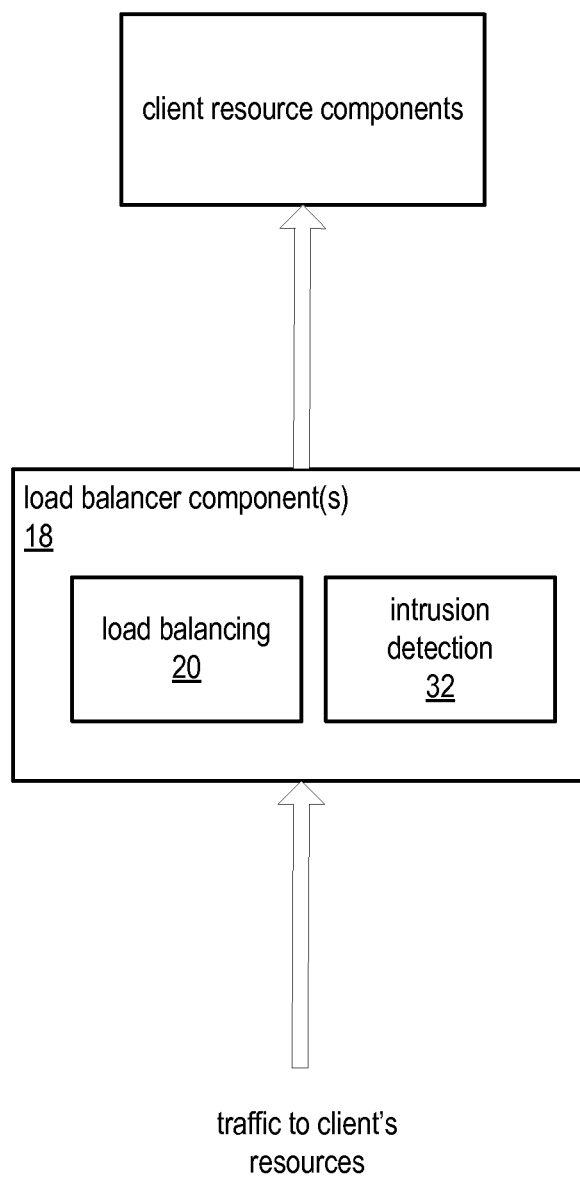 client resource components
load balancer component(s)
18
load balancing
20
intrusion
detection
32
traffic to client's
resources